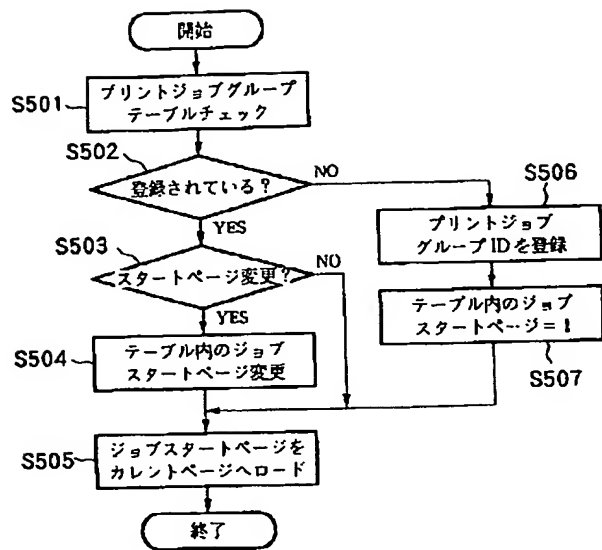 開始
S501
プリントジョブグループ
テーブルチェック
S502
登録されている?
NO
YES
S506
プリントジョブ
グループIDを登録
S503
スタートページ変更?
NO
YES
テーブル内のジョブ
スタートページ=1
S507
S504
テーブル内のジョブ
スタートページ変更
S505
ジョブスタートページを
カレントページへロード
終了